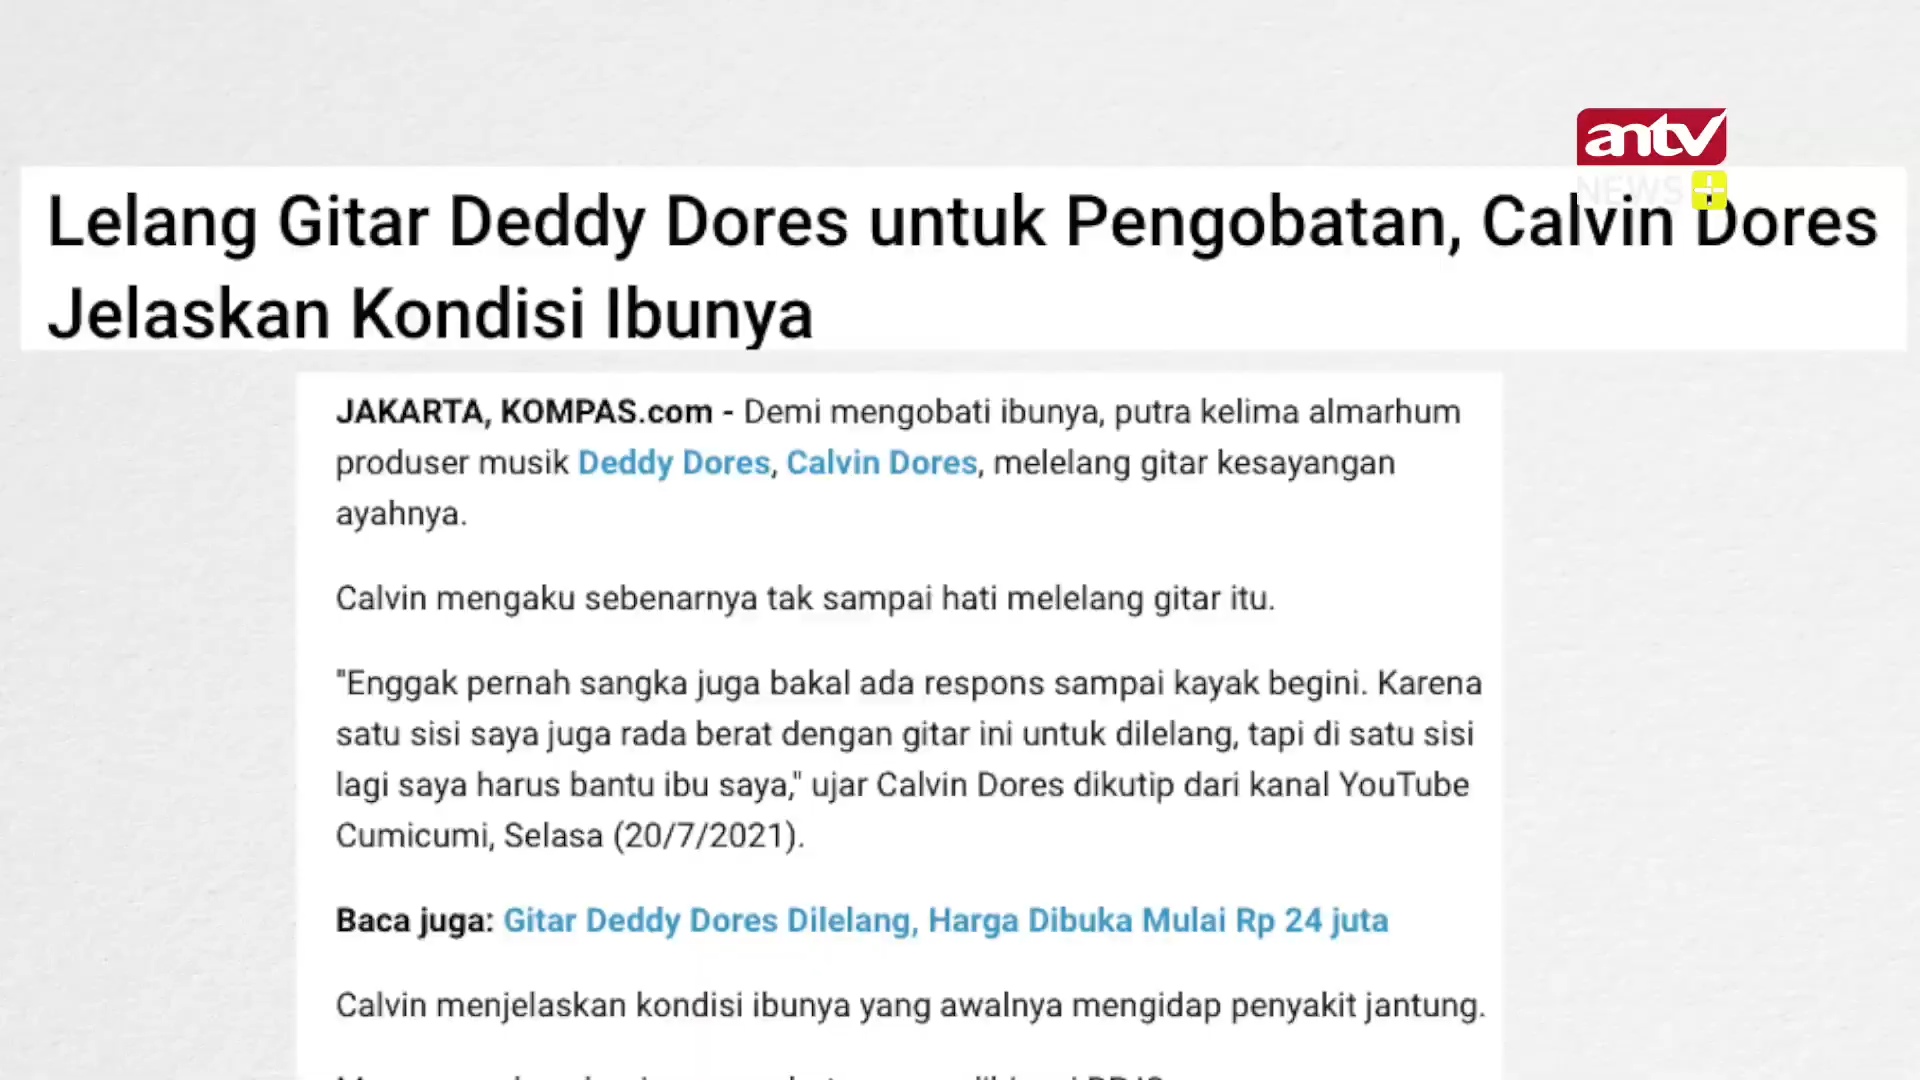 antv
NEWS +
Lelang Gitar Deddy Dores untuk Pengobatan, Calvin Dores
Jelaskan Kondisi Ibunya
JAKARTA, KOMPAS.com - Demi mengobati ibunya, putra kelima almarhum
produser musik Deddy Dores, Calvin Dores, melelang gitar kesayangan
ayahnya.
Calvin mengaku sebenarnya tak sampai hati melelang gitar itu.
"Enggak pernah sangka juga bakal ada respons sampai kayak begini. Karena
satu sisi saya juga rada berat dengan gitar ini untuk dilelang, tapi di satu sisi
lagi saya harus bantu ibu saya," ujar Calvin Dores dikutip dari kanal YouTube
Cumicumi, Selasa (20/7/2021).
Baca juga: Gitar Deddy Dores Dilelang, Harga Dibuka Mulai Rp 24 juta
Calvin menjelaskan kondisi ibunya yang awalnya mengidap penyakit jantung.